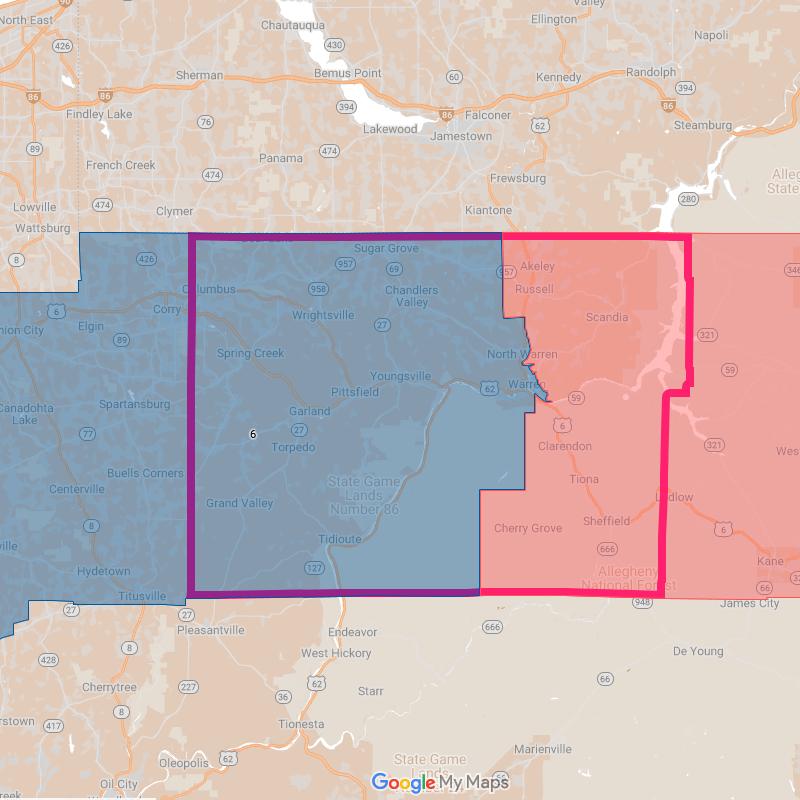 Chautauqua
Valley
Ellington
90
North East
Napoli
426
430
Sherman
Bemus Point
60
Kennedy
Randolph
86
86
394
394
86
Findley Lake
86
Falconer
76
62
Steamburg
Lakewood
Jamestown
89
474
Panama
French Creek
474
Frewsburg
280
Lowville
474
Clymer
Kiantone
Wattsburg
8
Sugar Grove
426
957
69
957
Akeley
346
Columbus
958
Chandlers
Valley
Russell
6
Corry
Wrightsville
Scandia
Elgin
27
321
89
Spring Creek
North Warren
Youngsville
59
Pittsfield
62
Warren
Canadohta
Lake
Spartansburg
Garland
59
6
27
6
77
Torpedo
Clarendon
321
Buells Corners
Tiona
Centerville
State Game
Lands
Number 86
Grand Valley
Ludlow
8
Cherry Grove
Sheffield
6
Tidioute
666
Kane
Hydetown
127
Allegheny
National Forest
66
Titusville
27
27
948
James City
Pleasantville
Endeavor
666
8
West Hickory
De Young
428
62
66
Cherrytree
227
36
Starr
8
417
Tionesta
62
Marienville
Oleopolis
State Game
Lands
Oil City
Google My Maps